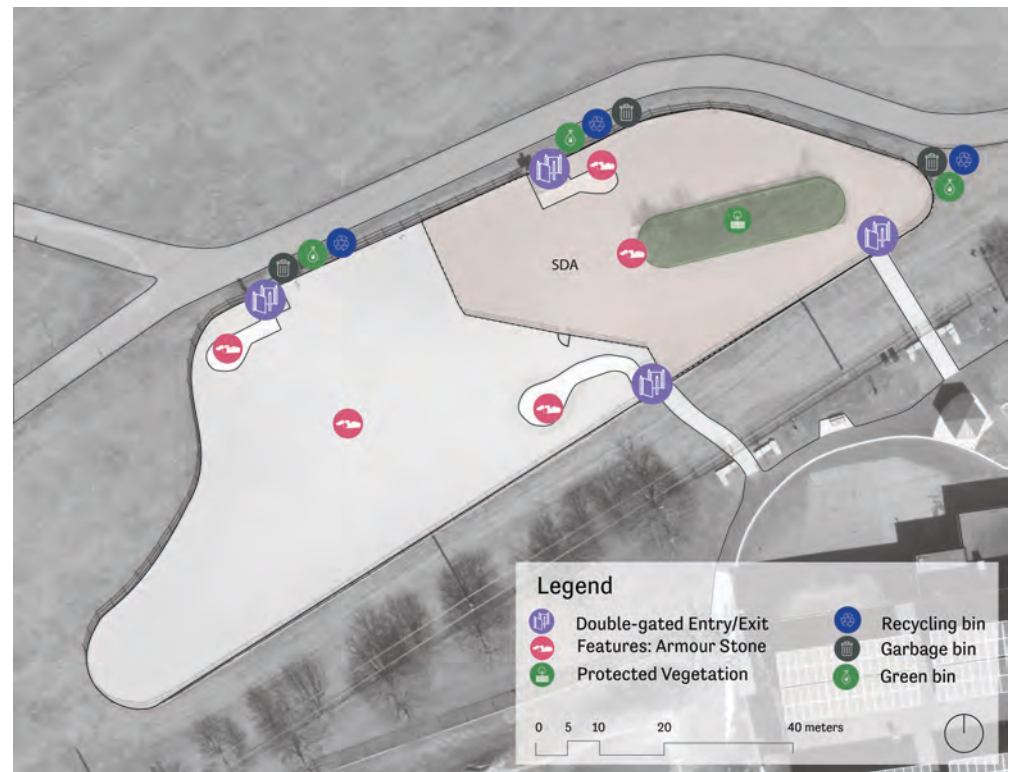 SDA
Legend
Double-gated Entry/Exit
Features: Armour Stone
Protected Vegetation
Recycling bin
Garbage bin
Green bin
0 5 10 20 40 meters